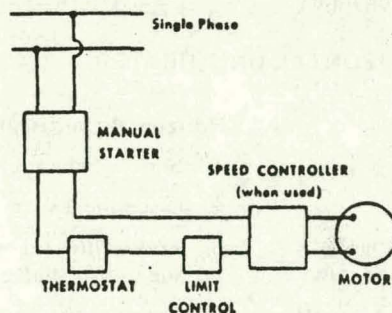 Single Phase
MANUAL
STARTER
SPEED CONTROLLER
(when used)
THERMOSTAT
LIMIT
CONTROL
MOTOR